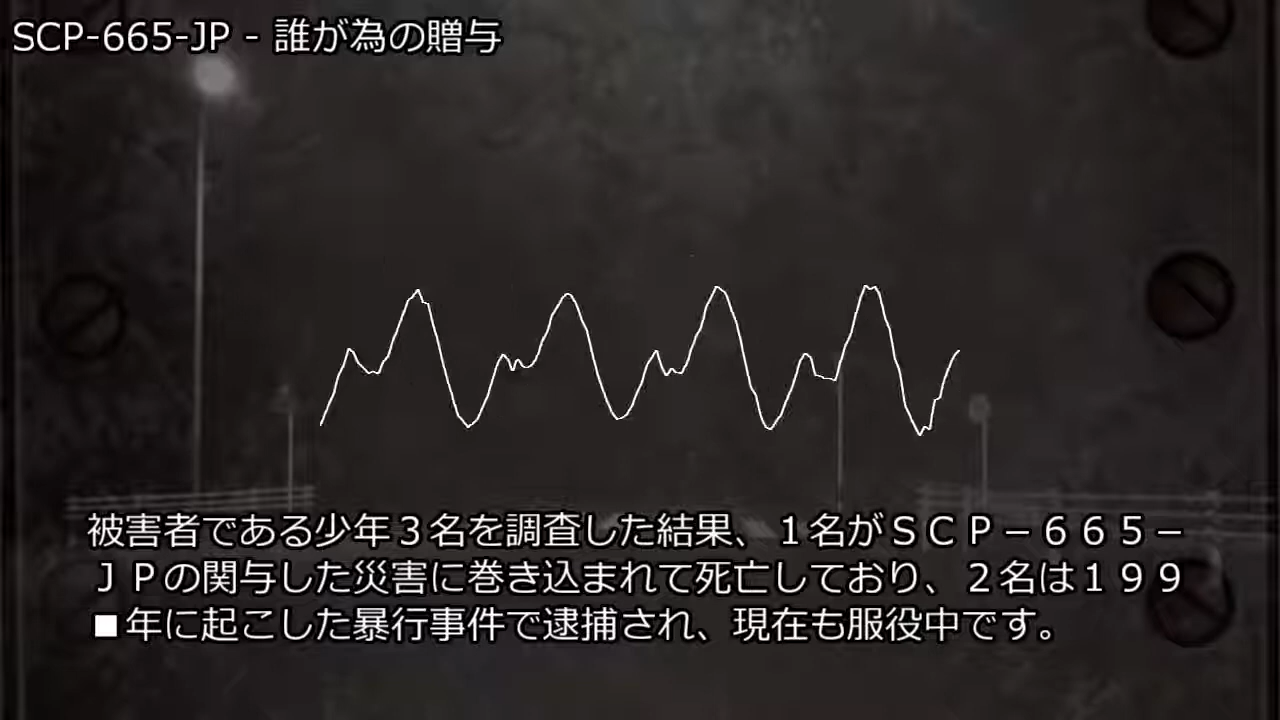 SCP-665-JP - 誰が為の贈与
被害者である少年３名を調査した結果、１名がＳＣＰ－６６５－
ＪＰの関与した災害に巻き込まれて死亡しており、２名は１９９
■年に起こした暴行事件で逮捕され、現在も服役中です。